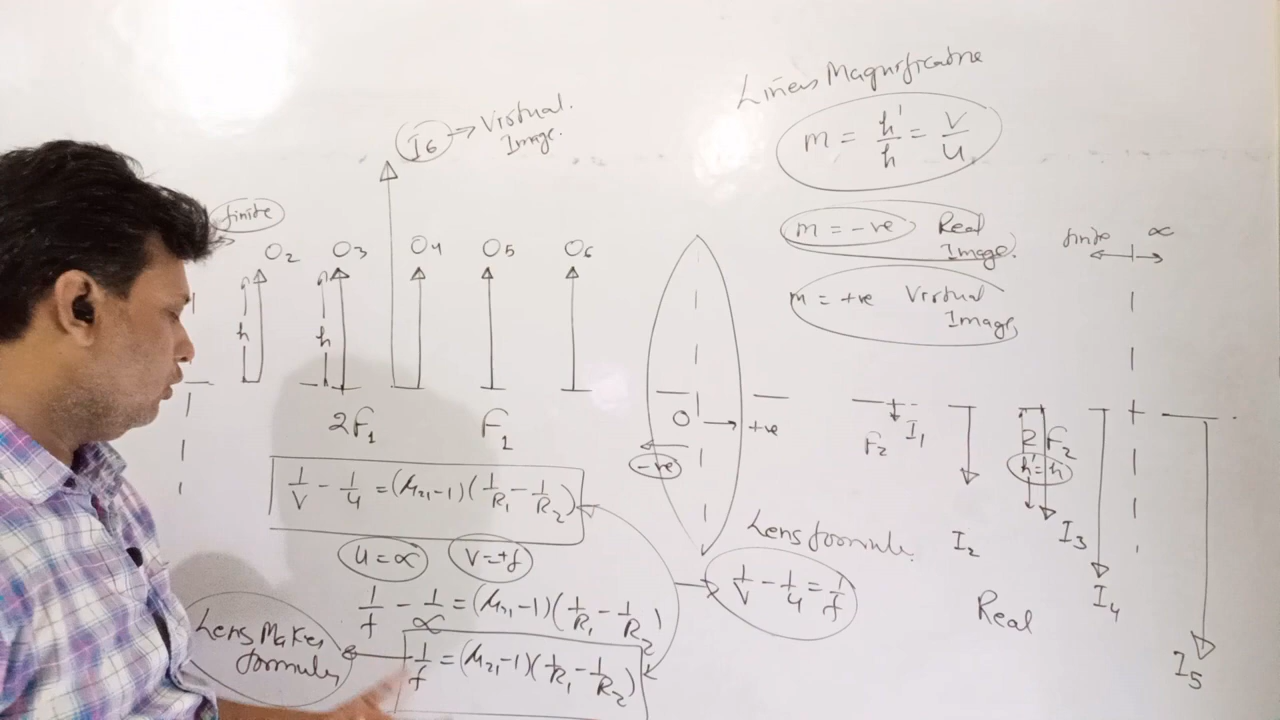 Linear Magnification
m = h'/h = v/u
I6 → Virtual Image.
finite
O2 O3 O4 O5 O6
m = -ve Real Image.
finite ∝
m = +ve Virtual Image,
h h
2F1 F1
O +ve
-ve
F2 I1
2F2
h'=h
I2 I3
1/v - 1/u = (μ21-1)(1/R1 - 1/R2)
u=∝ v=+f
Lens formula.
1/v - 1/u = 1/f
I4
Real
1/f - 1/∝ = (μ21-1)(1/R1 - 1/R2)
Lens Maker formula
1/f = (μ21-1)(1/R1 - 1/R2)
I5